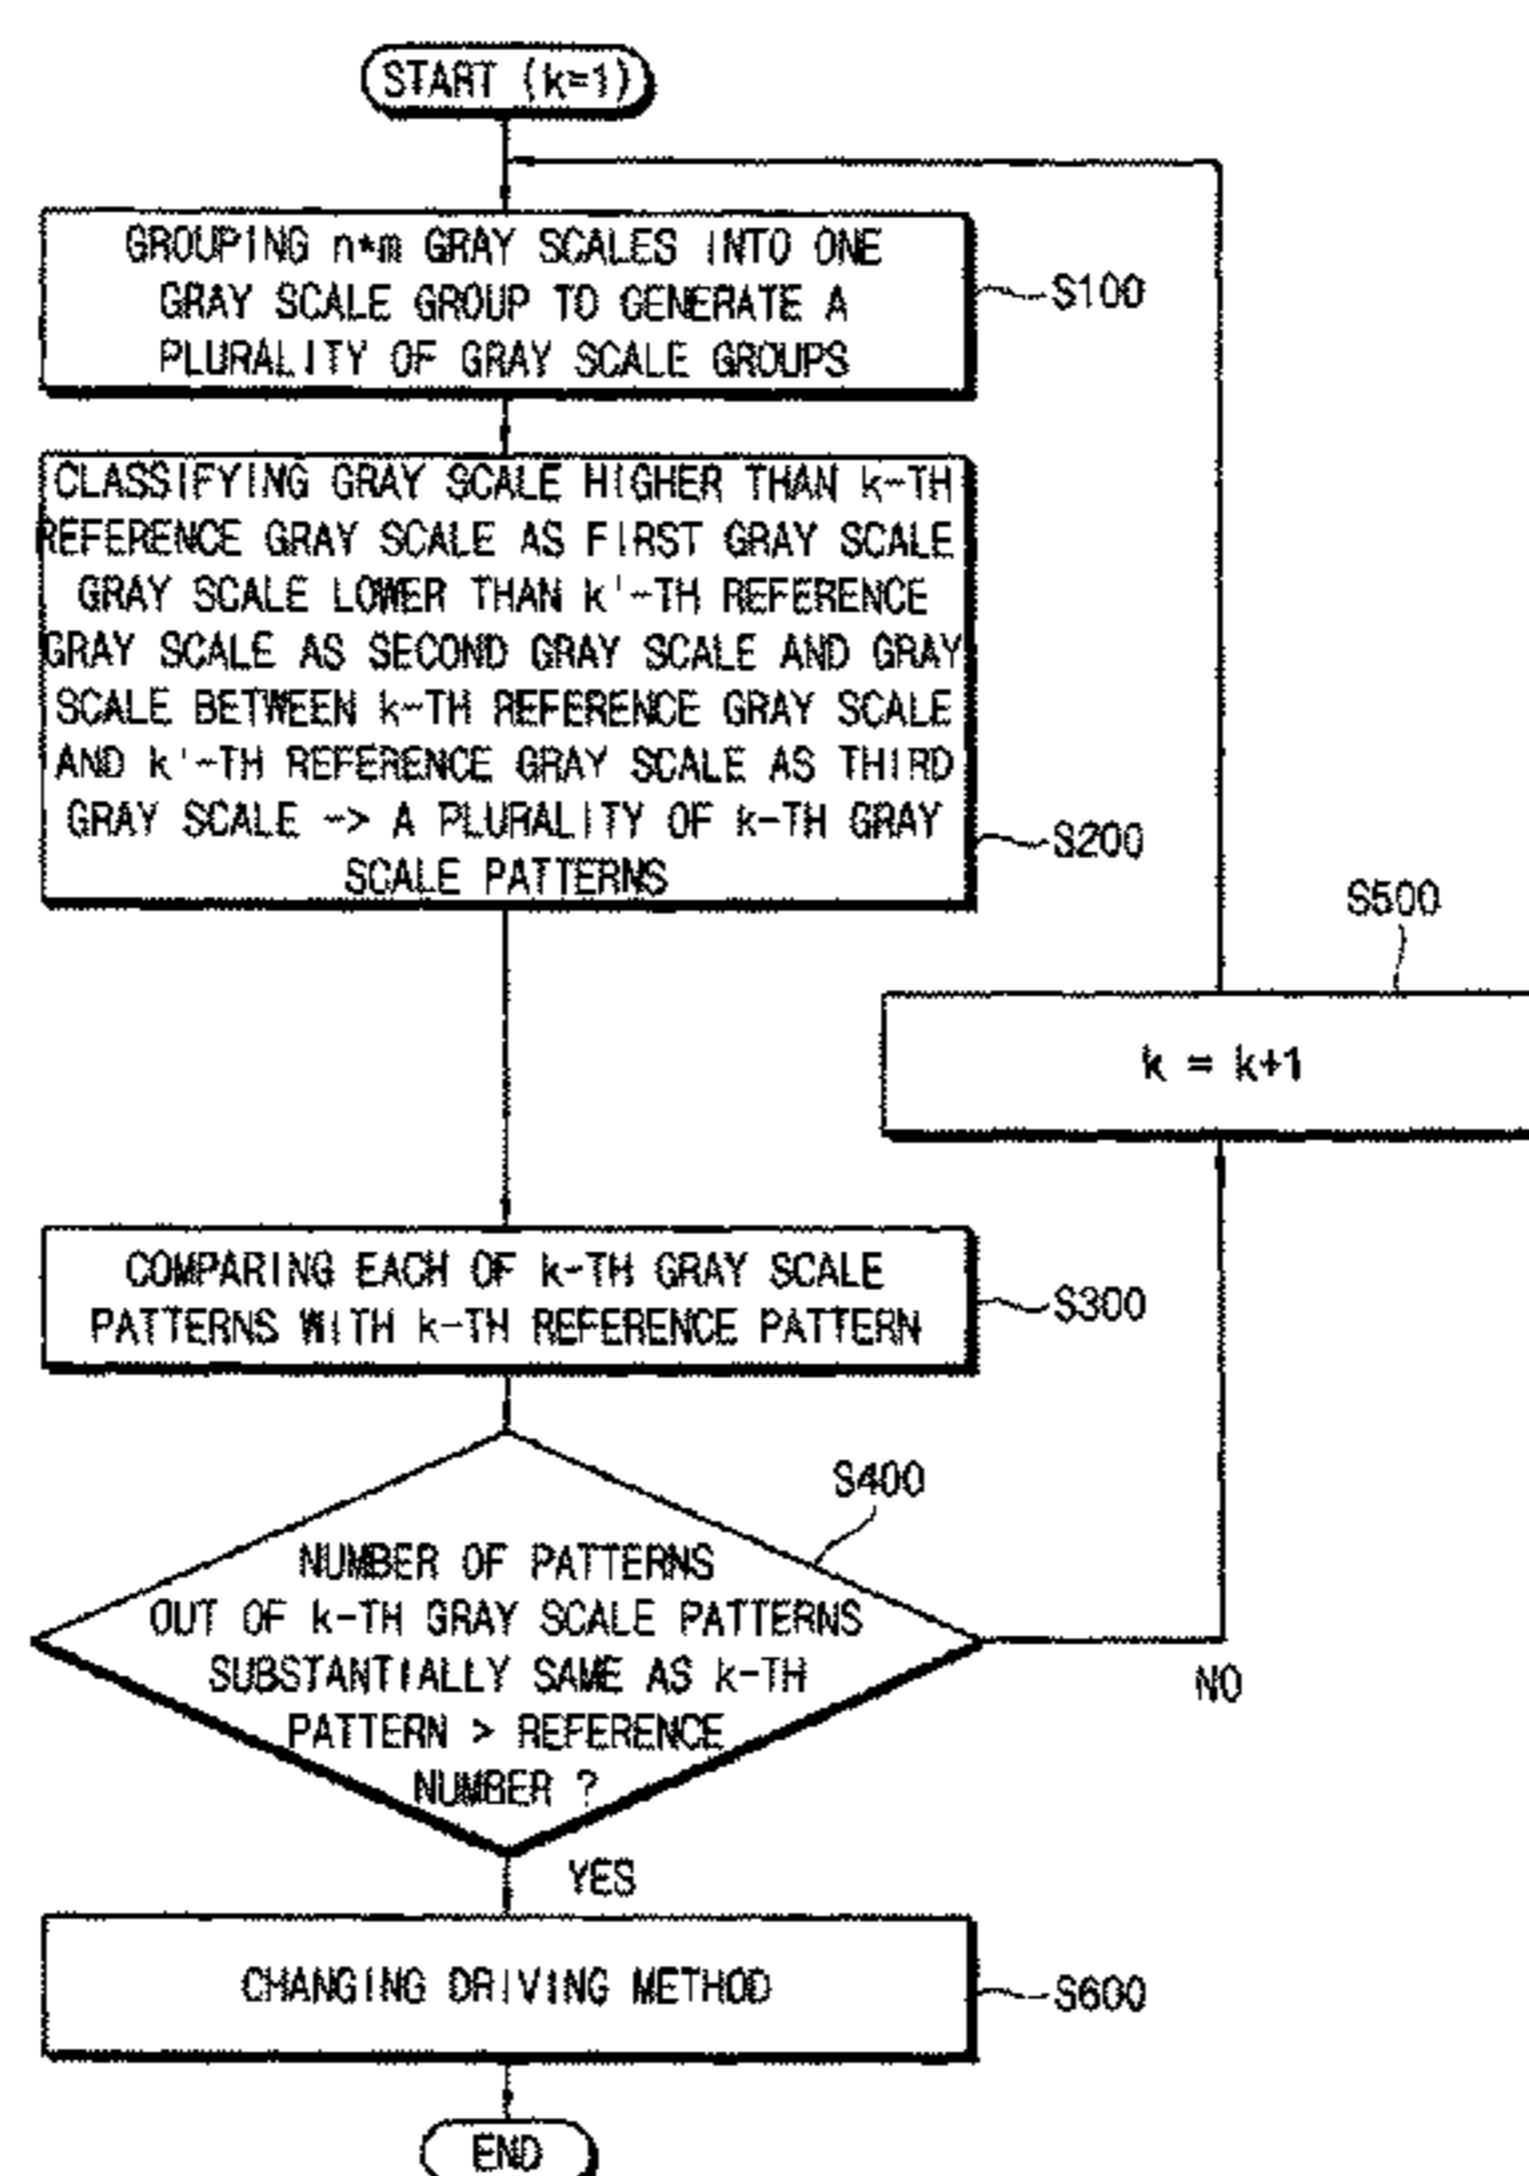 START (k=1)
GROUPING n*m GRAY SCALES INTO ONE
GRAY SCALE GROUP TO GENERATE A
PLURALITY OF GRAY SCALE GROUPS
S100
CLASSIFYING GRAY SCALE HIGHER THAN k-TH
REFERENCE GRAY SCALE AS FIRST GRAY SCALE
GRAY SCALE LOWER THAN k'-TH REFERENCE
GRAY SCALE AS SECOND GRAY SCALE AND GRAY
SCALE BETWEEN k-TH REFERENCE GRAY SCALE
AND k'-TH REFERENCE GRAY SCALE AS THIRD
GRAY SCALE -> A PLURALITY OF k-TH GRAY
SCALE PATTERNS
S200
S500
k = k+1
COMPARING EACH OF k-TH GRAY SCALE
PATTERNS WITH k-TH REFERENCE PATTERN
S300
S400
NUMBER OF PATTERNS
OUT OF k-TH GRAY SCALE PATTERNS
SUBSTANTIALLY SAME AS k-TH
PATTERN > REFERENCE
NUMBER ?
NO
YES
CHANGING DRIVING METHOD
S600
END